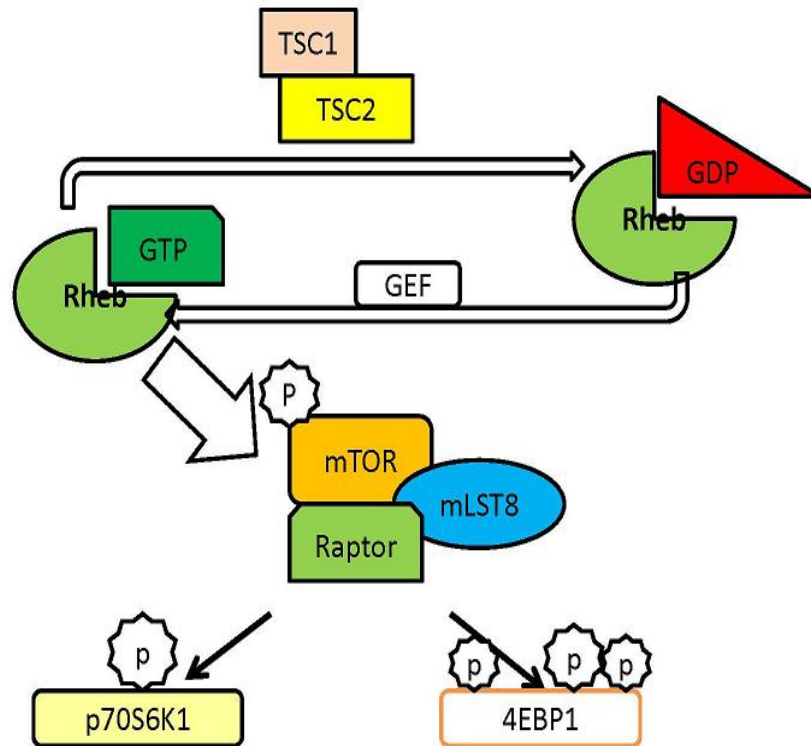 TSC1
TSC2
GDP
Rheb
GTP
Rheb
GEF
P
mTOR
mLST8
Raptor
p
p
p
p
p70S6K1
4EBP1